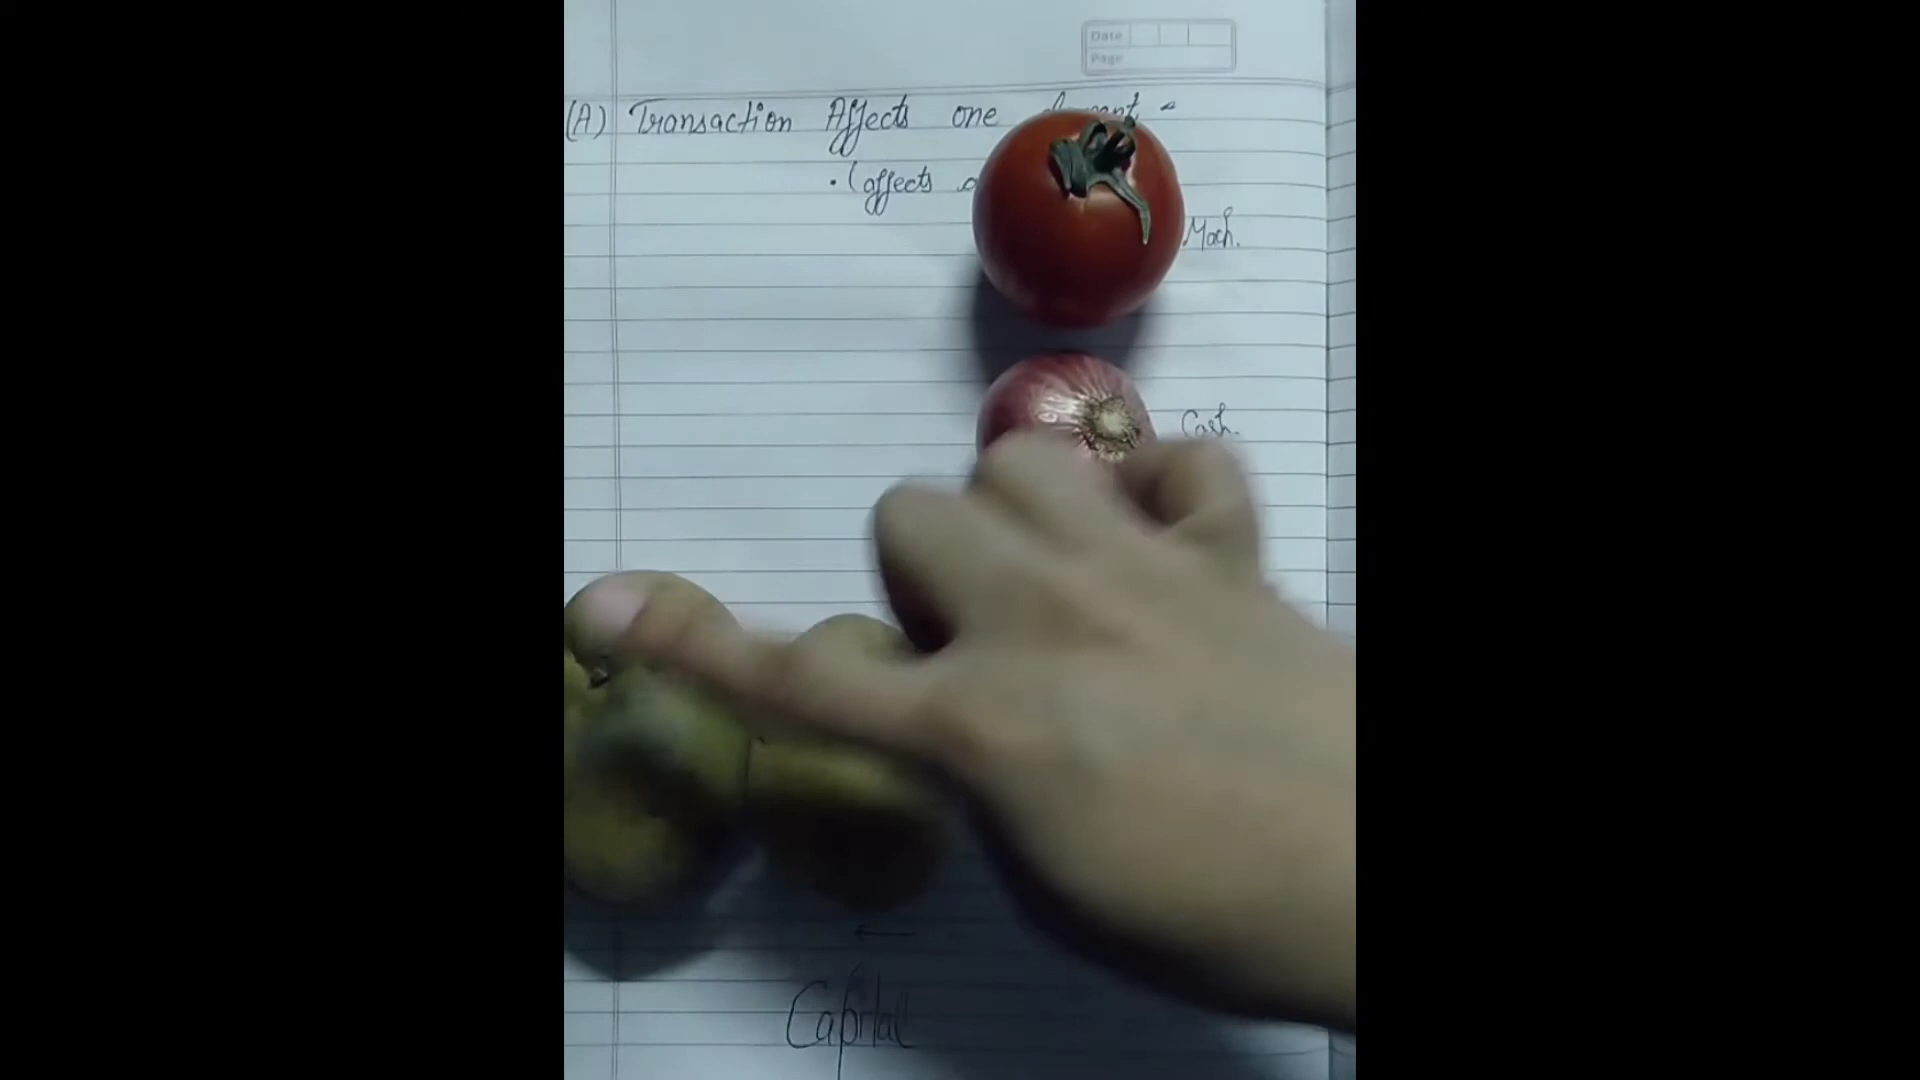 Date
Page
(A) Transaction Affects one
• (affects
Mach.
Cash.
Capital